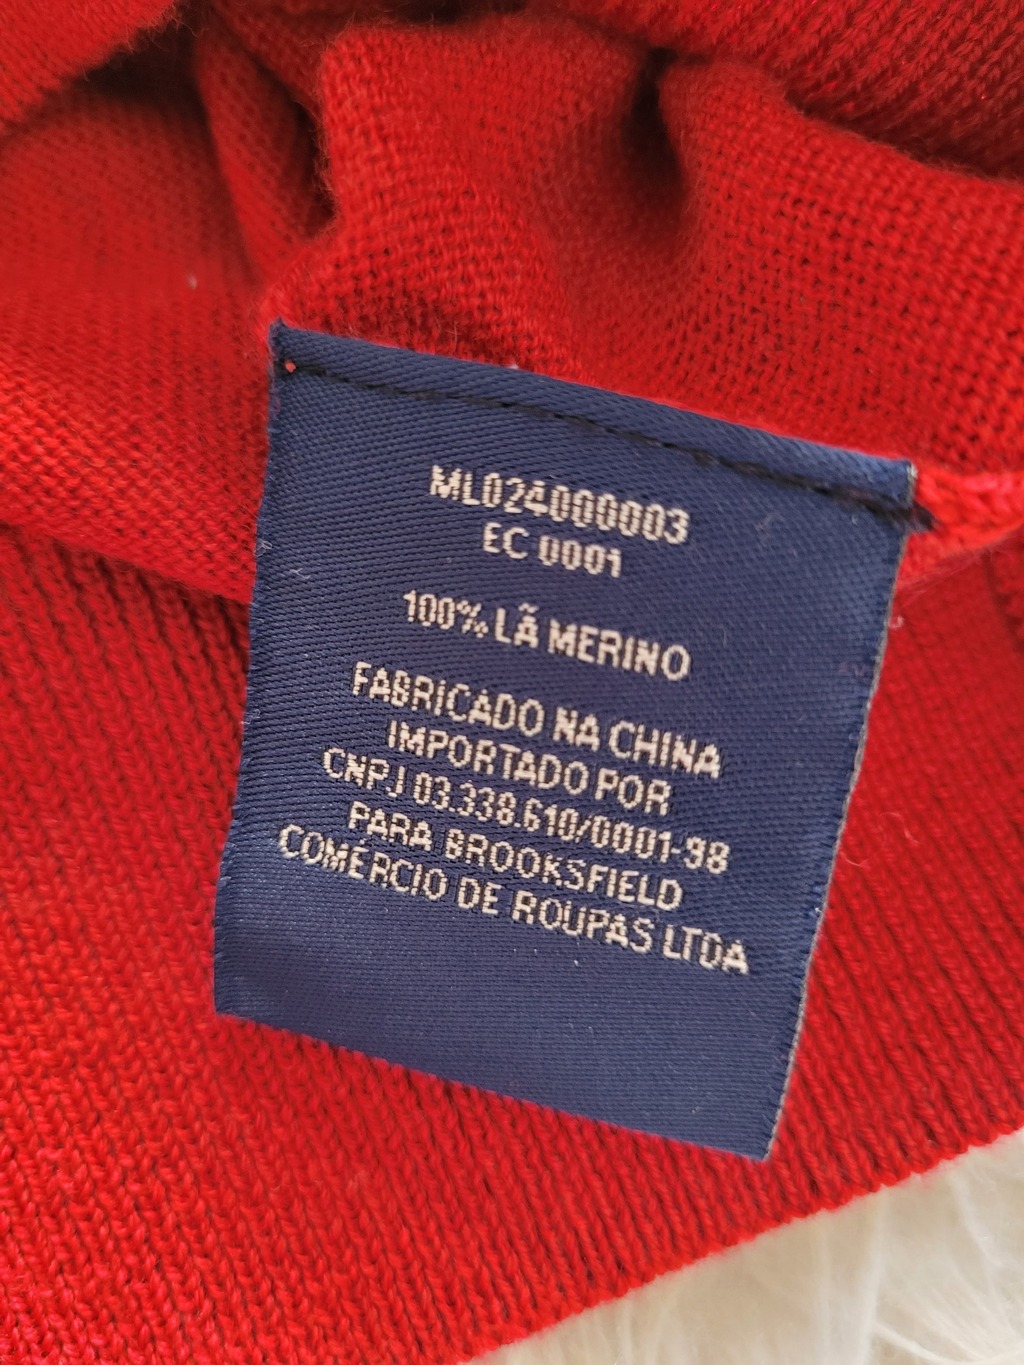 ML024000003
EC 0001
100% LÃ MERINO
FABRICADO NA CHINA
IMPORTADO POR
CNPJ 03.338.610/0001-98
PARA BROOKSFIELD
COMÉRCIO DE ROUPAS LTDA